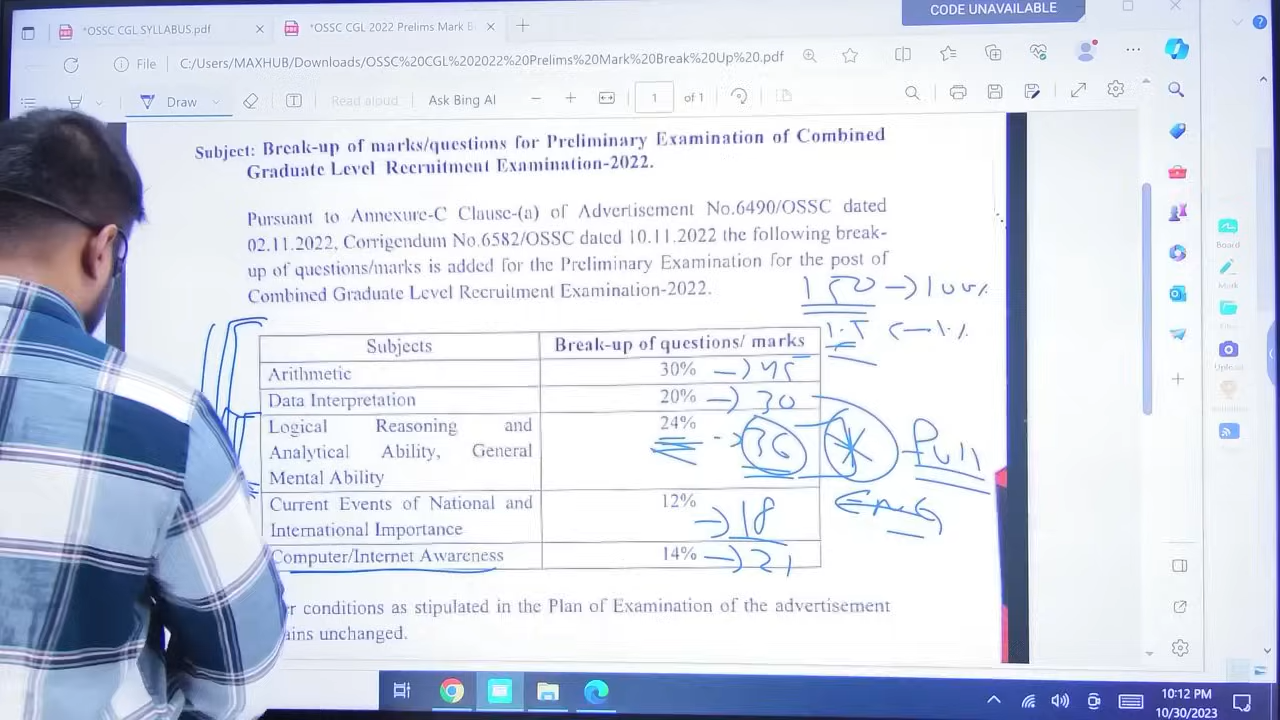 CODE UNAVAILABLE
*OSSC CGL SYLLABUS.pdf
*OSSC CGL 2022 Prelims Mark B
File C:/Users/MAXHUB/Downloads/OSSC%20CGL%202022%20Prelims%20Mark%20Break%20Up%20.pdf
Draw Read aloud Ask Bing AI 1 of 1
Subject: Break-up of marks/questions for Preliminary Examination of Combined
Graduate Level Recruitment Examination-2022.
Pursuant to Annexure-C Clause-(a) of Advertisement No.6490/OSSC dated
02.11.2022, Corrigendum No.6582/OSSC dated 10.11.2022 the following break-
up of questions/marks is added for the Preliminary Examination for the post of
Combined Graduate Level Recruitment Examination-2022.
150 → 100%
1.5 ← 1%
Subjects Break-up of questions/ marks
Arithmetic 30% → 45
Data Interpretation 20% → 30
Logical Reasoning and 24%
Analytical Ability, General → 36 * full
Mental Ability
Current Events of National and 12%
International Importance → 18
Computer/Internet Awareness 14% → 21
r conditions as stipulated in the Plan of Examination of the advertisement
ains unchanged.
Board
Mark
Upload
10:12 PM
10/30/2023